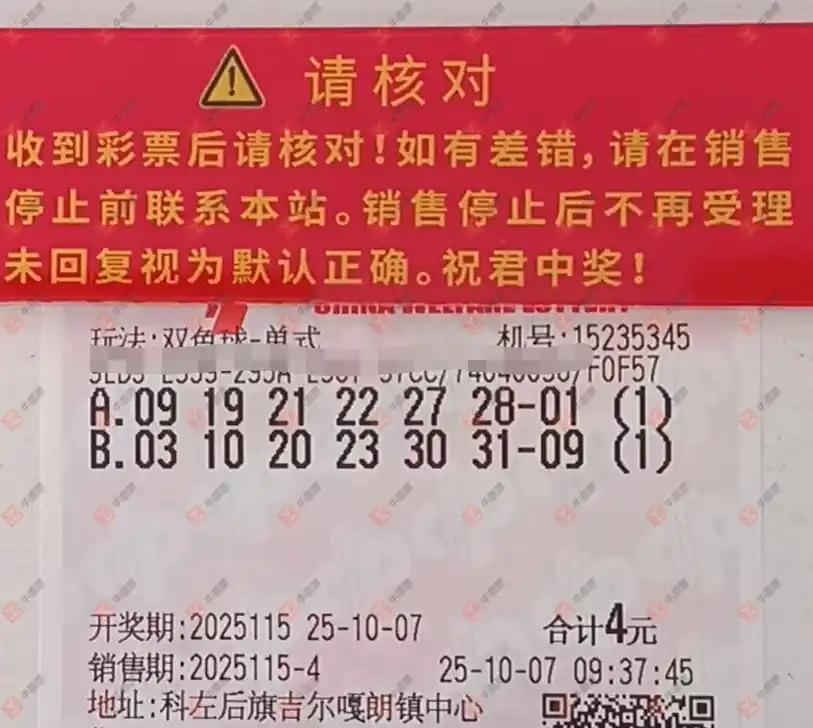 请核对
收到彩票后请核对!如有差错,请在销售
停止前联系本站。销售停止后不再受理
未回复视为默认正确。祝君中奖!
CHINA WELFARE LOTTERY
玩法:双色球-单式 机号:15235345
A.09 19 21 22 27 28-01 (1)
B.03 10 20 23 30 31-09 (1)
开奖期:2025115 25-10-07 合计4元
销售期:2025115-4 25-10-07 09:37:45
地址:科左后旗吉尔嘎朗镇中心